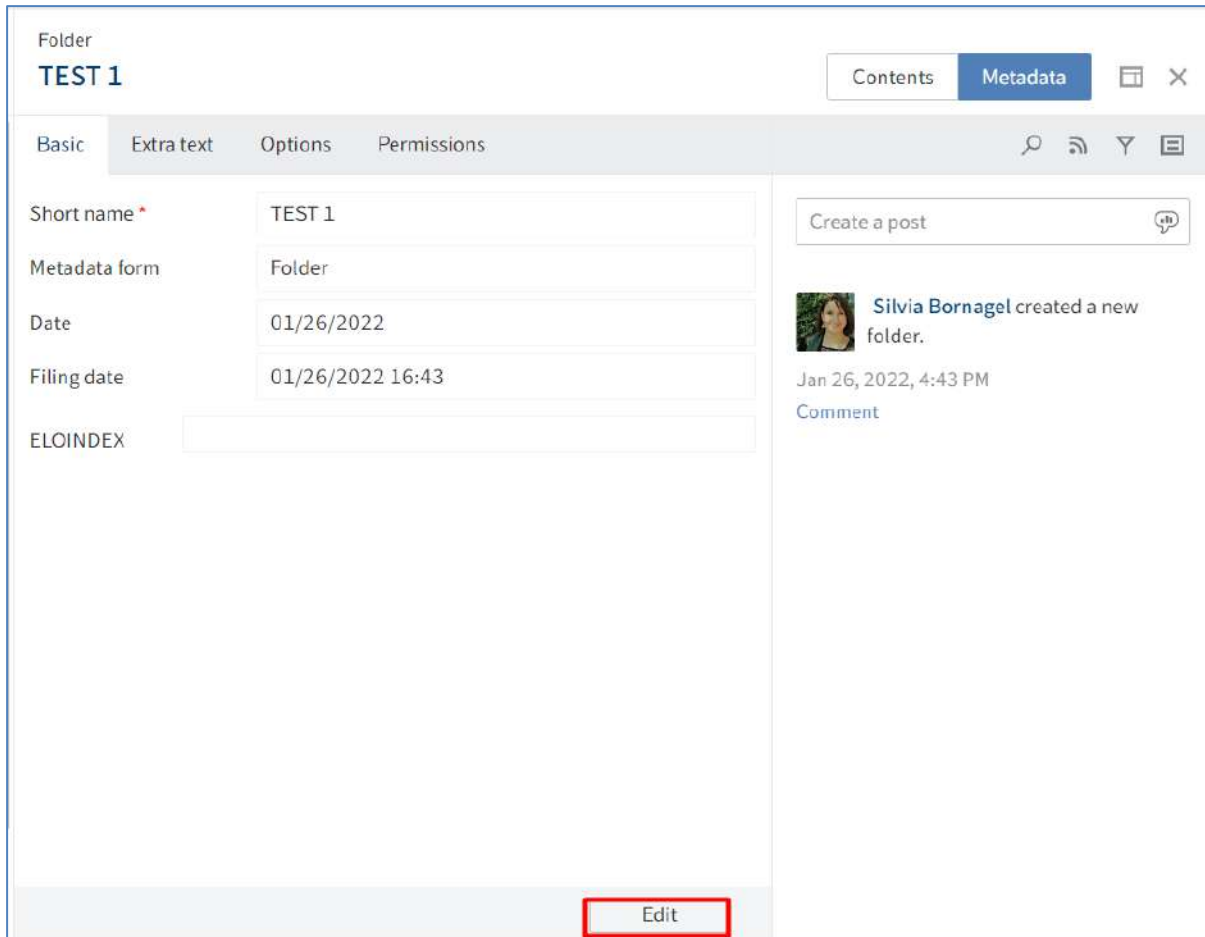 Folder
TEST 1
Contents
Metadata
Basic
Extra text
Options
Permissions
Short name *
TEST 1
Metadata form
Folder
Date
01/26/2022
Filing date
01/26/2022 16:43
ELOINDEX
Edit
Create a post
Silvia Bornagel created a new
folder.
Jan 26, 2022, 4:43 PM
Comment